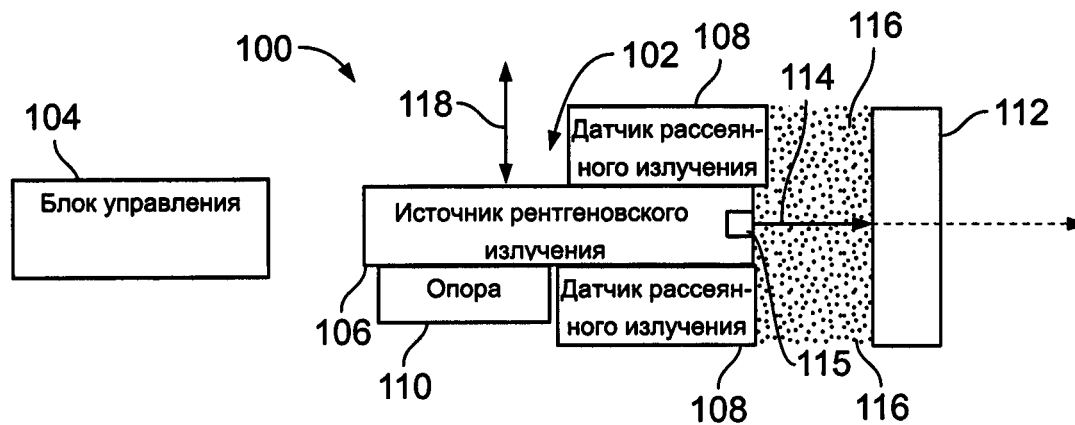 100
118
102
108
116
114
112
104
Датчик рассеян-
ного излучения
Блок управления
Источник рентгеновского
излучения
Опора
Датчик рассеян-
ного излучения
106
110
108
115
116